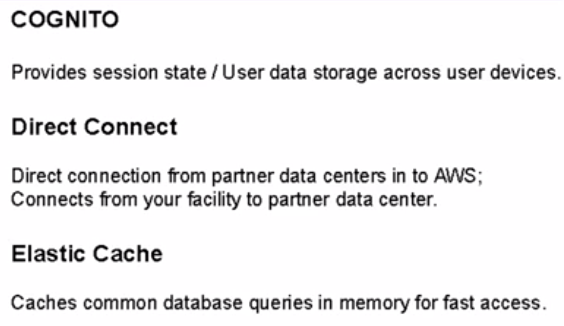 COGNITO
Provides session state / User data storage across user devices.
Direct Connect
Direct connection from partner data centers in to AWS;
Connects from your facility to partner data center.
Elastic Cache
Caches common database queries in memory for fast access.